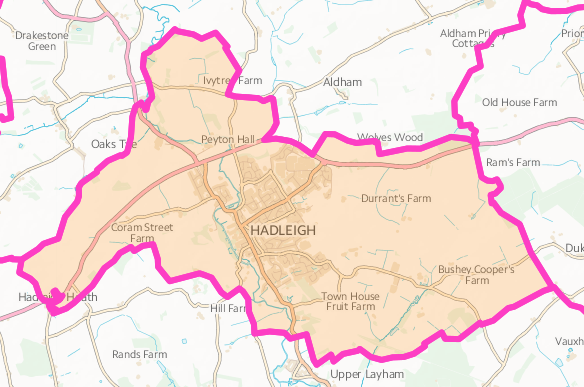 Drakestone
Green
Aldham Pri
Cottages
Prior
Ivytree Farm
Aldham
Old House Farm
Peyton Hall
Wolves Wood
Oaks T
Ram's Farm
Durrant's Farm
Coram Street
Farm
HADLEIGH
Duk
Bushey Cooper's
Farm
Hadleigh Heath
Town House
Fruit Farm
Hill Farm
Vauxh
Rands Farm
Upper Layham